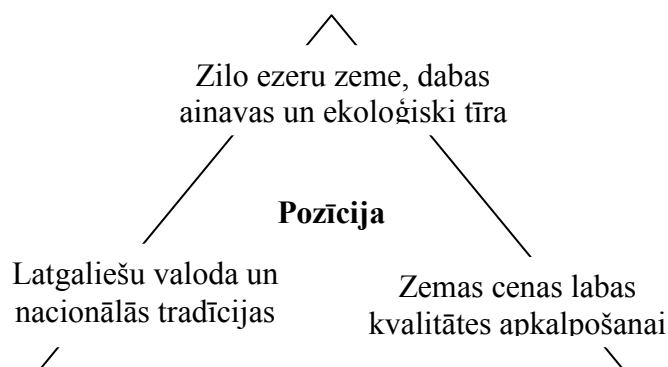 Zilo ezeru zeme, dabas
ainavas un ekoloģiski tīra
Pozīcija
Latgaliešu valoda un
nacionālās tradīcijas
Zemas cenas labas
kvalitātes apkalpošanai